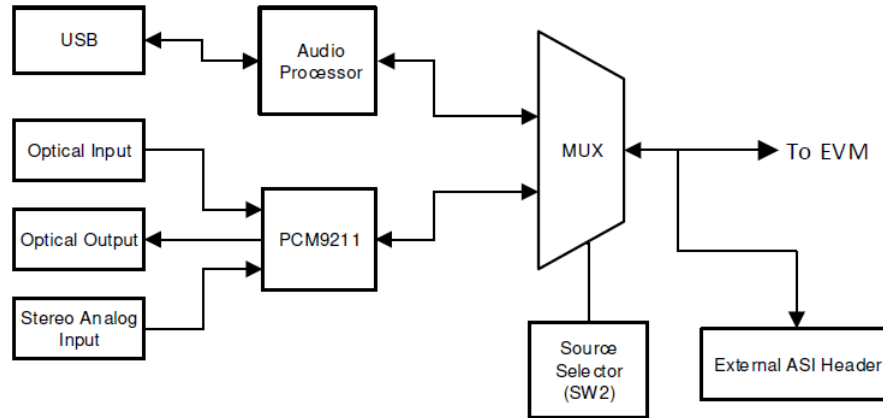 USB
Audio
Processor
Optical Input
MUX
To EVM
Optical Output
PCM9211
Stereo Analog
Input
Source
Selector
(SW2)
External ASI Header